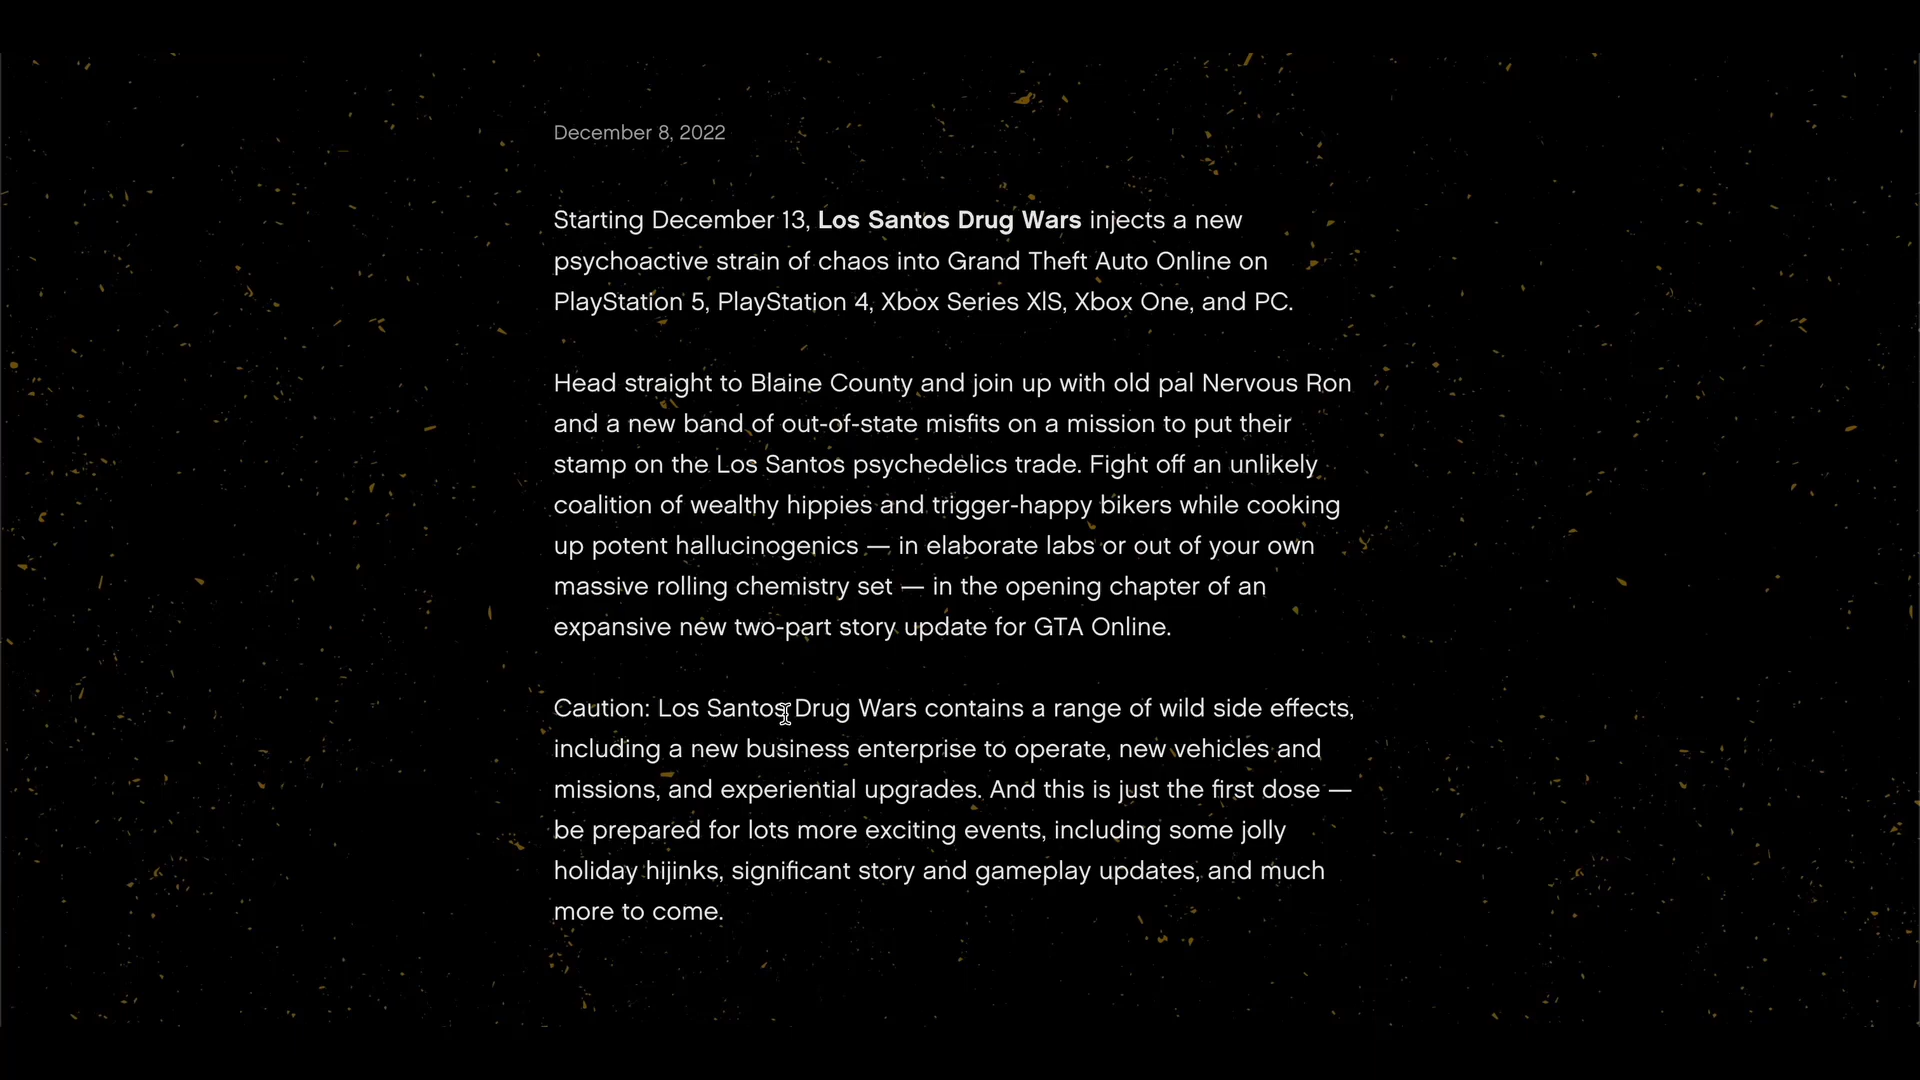 December 8, 2022
Starting December 13, Los Santos Drug Wars injects a new
psychoactive strain of chaos into Grand Theft Auto Online on
PlayStation 5, PlayStation 4, Xbox Series X|S, Xbox One, and PC.
Head straight to Blaine County and join up with old pal Nervous Ron
and a new band of out-of-state misfits on a mission to put their
stamp on the Los Santos psychedelics trade. Fight off an unlikely
coalition of wealthy hippies and trigger-happy bikers while cooking
up potent hallucinogenics — in elaborate labs or out of your own
massive rolling chemistry set — in the opening chapter of an
expansive new two-part story update for GTA Online.
Caution: Los Santos Drug Wars contains a range of wild side effects,
including a new business enterprise to operate, new vehicles and
missions, and experiential upgrades. And this is just the first dose —
be prepared for lots more exciting events, including some jolly
holiday hijinks, significant story and gameplay updates, and much
more to come.